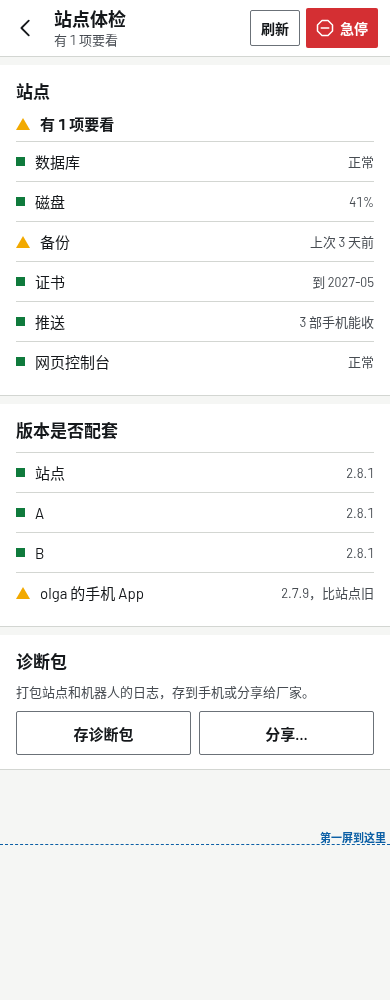 站点体检
有 1 项要看
刷新
急停
站点
有 1 项要看
数据库 正常
磁盘 41%
备份 上次 3 天前
证书 到 2027-05
推送 3 部手机能收
网页控制台 正常
版本是否配套
站点 2.8.1
A 2.8.1
B 2.8.1
olga 的手机 App 2.7.9，比站点旧
诊断包
打包站点和机器人的日志，存到手机或分享给厂家。
存诊断包 分享…
第一屏到这里